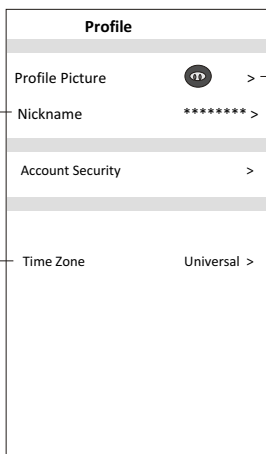 Profile
Profile Picture >
Nickname ******** >
Account Security >
Time Zone Universal >